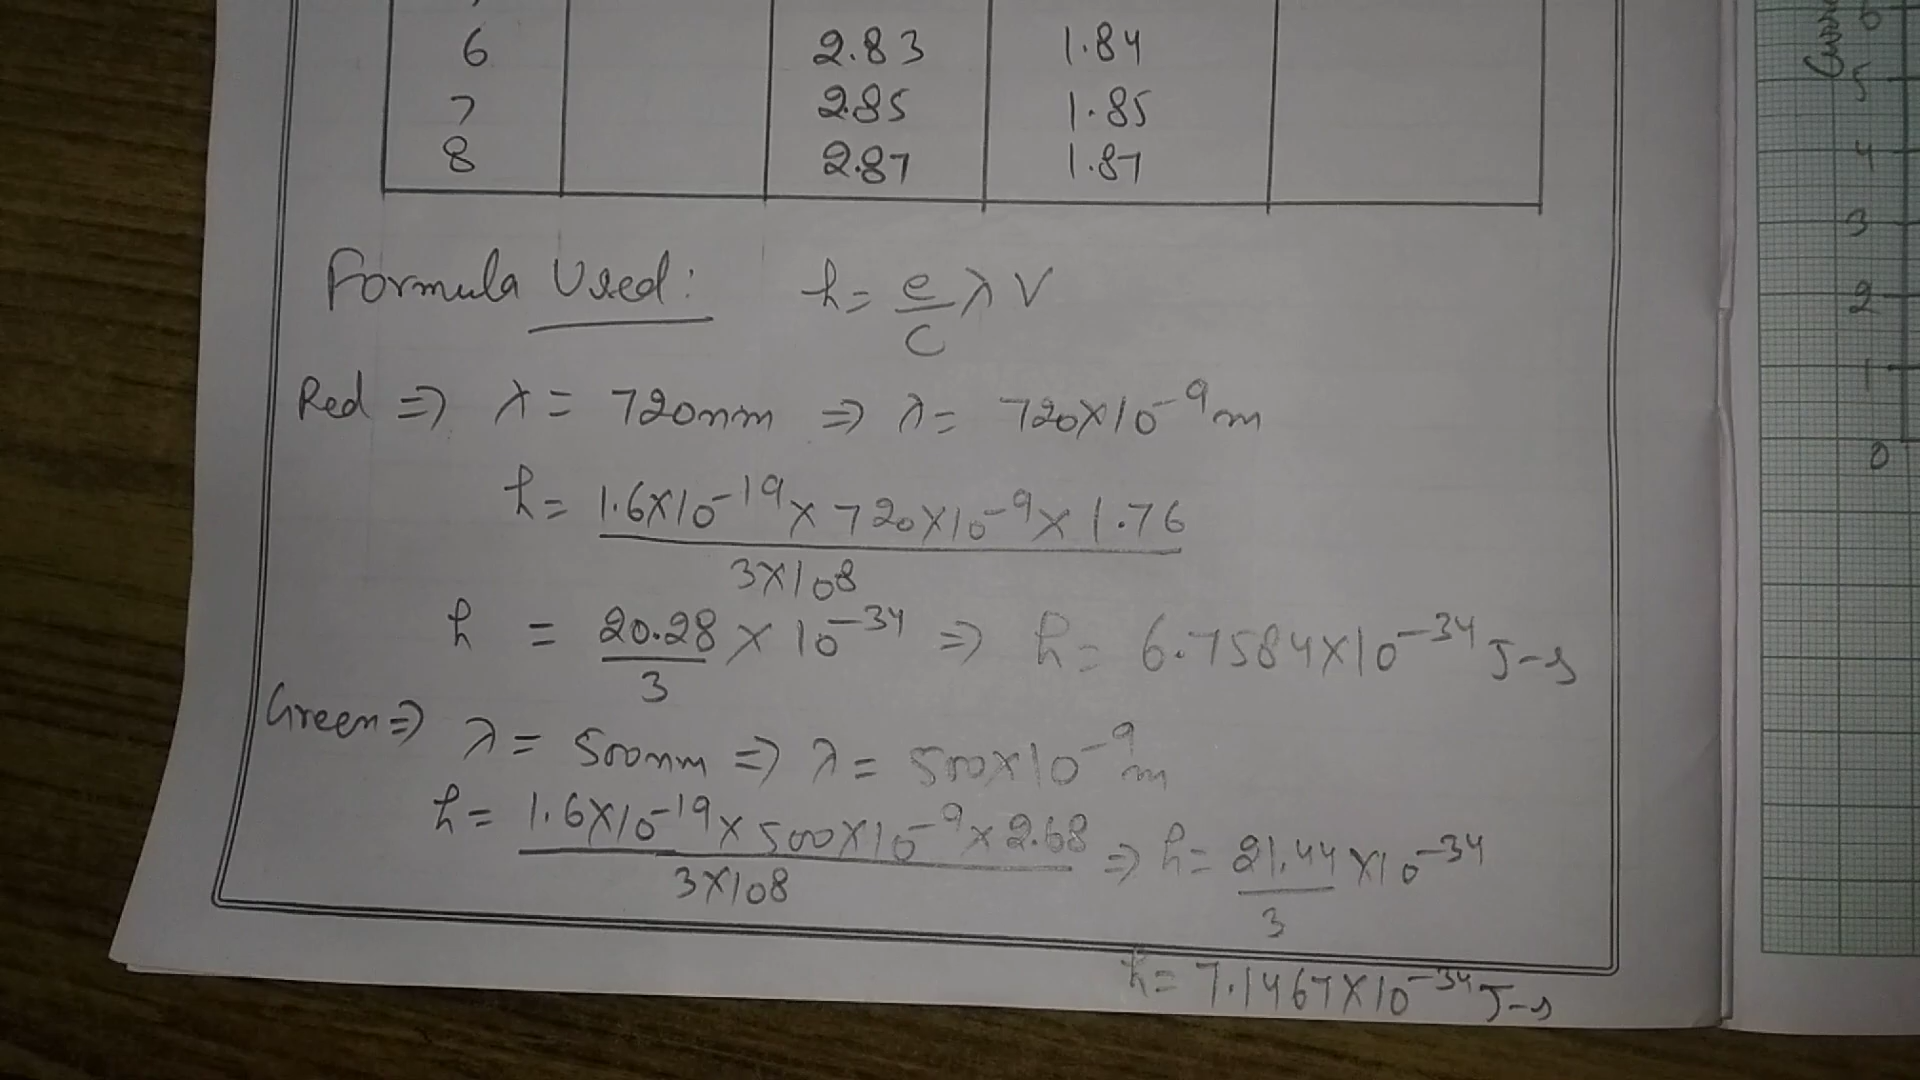 6 2.83 1.84
7 2.85 1.85
8 2.87 1.87
Formula Used: h = e/c λ V
Red => λ = 720nm => λ = 720×10⁻⁹m
h = 1.6×10⁻¹⁹×720×10⁻⁹×1.76 / 3×10⁸
h = 20.28/3 × 10⁻³⁴ => h = 6.7584×10⁻³⁴ J-s
Green => λ = 500nm => λ = 500×10⁻⁹m
h = 1.6×10⁻¹⁹×500×10⁻⁹×2.68 / 3×10⁸ => h = 21.44/3 ×10⁻³⁴
h = 7.1467×10⁻³⁴ J-s
6
5
4
3
2
1
0